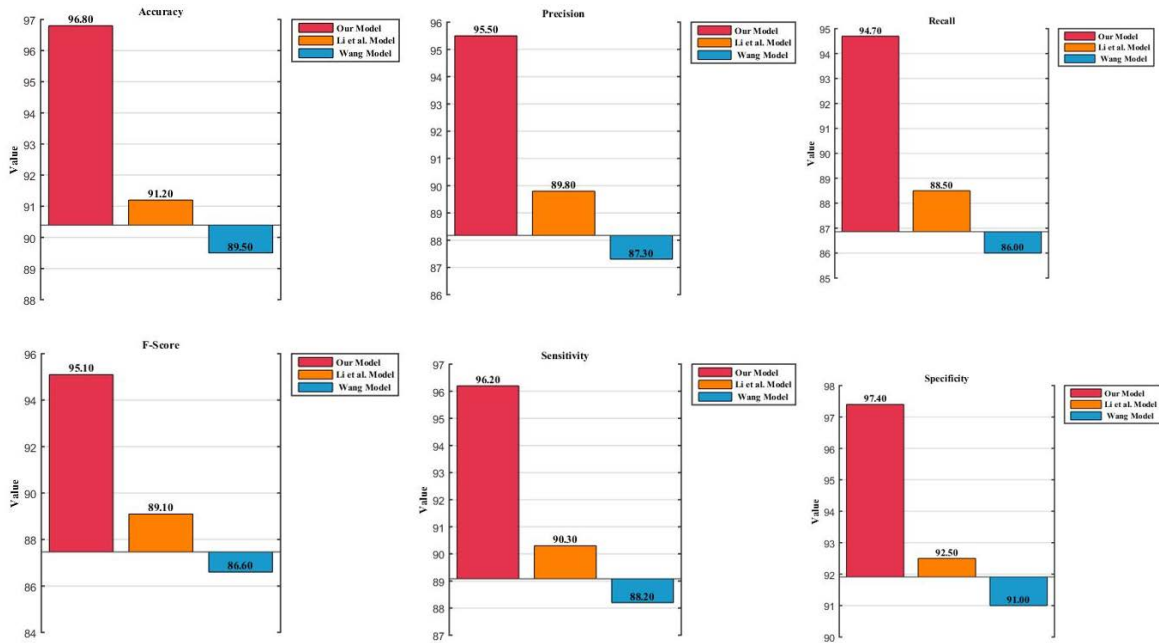 Accuracy
97
96
95
94
93
92
91
90
89
88
Value
96.80
91.20
89.50
Our Model
Li et al. Model
Wang Model
Precision
96
95
94
93
92
91
90
89
88
87
86
Value
95.50
89.80
87.30
Our Model
Li et al. Model
Wang Model
Recall
95
94
93
92
91
90
89
88
87
86
85
Value
94.70
88.50
86.00
Our Model
Li et al. Model
Wang Model
F-Score
96
94
92
90
88
86
84
Value
95.10
89.10
86.60
Our Model
Li et al. Model
Wang Model
Sensitivity
97
96
95
94
93
92
91
90
89
88
87
Value
96.20
90.30
88.20
Our Model
Li et al. Model
Wang Model
Specificity
98
97
96
95
94
93
92
91
90
Value
97.40
92.50
91.00
Our Model
Li et al. Model
Wang Model